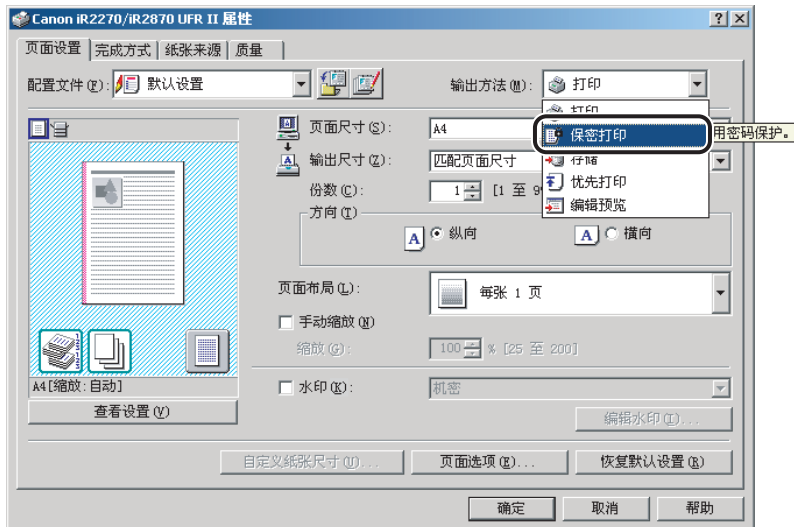 Canon iR2270/iR2870 UFR II 属性
页面设置 完成方式 纸张来源 质量
配置文件(F): 默认设置 输出方法(M): 打印
打印
保密打印
用密码保护。
存储
优先打印
编辑预览
页面尺寸(S): A4
输出尺寸(Z): 匹配页面尺寸
份数(C): 1 [1 至 9
方向(T)
A 纵向 A 横向
页面布局(L): 每张 1 页
手动缩放(N)
缩放(G): 100 % [25 至 200]
A4[缩放:自动]
水印(K): 机密
查看设置(V)
编辑水印(I)...
自定义纸张尺寸(U)... 页面选项(E)... 恢复默认设置(R)
确定 取消 帮助